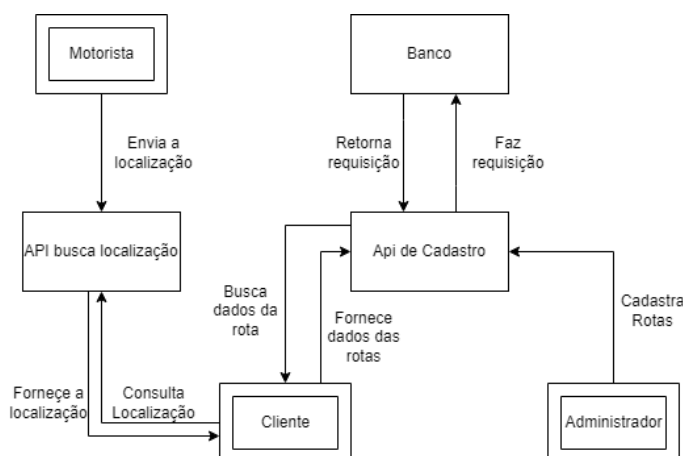 Motorista
Banco
Envia a
localização
Retorna
requisição
Faz
requisição
API busca localização
Api de Cadastro
Busca
dados da
rota
Fornece
dados das
rotas
Cadastra
Rotas
Forneçe a
localização
Consulta
Localização
Cliente
Administrador